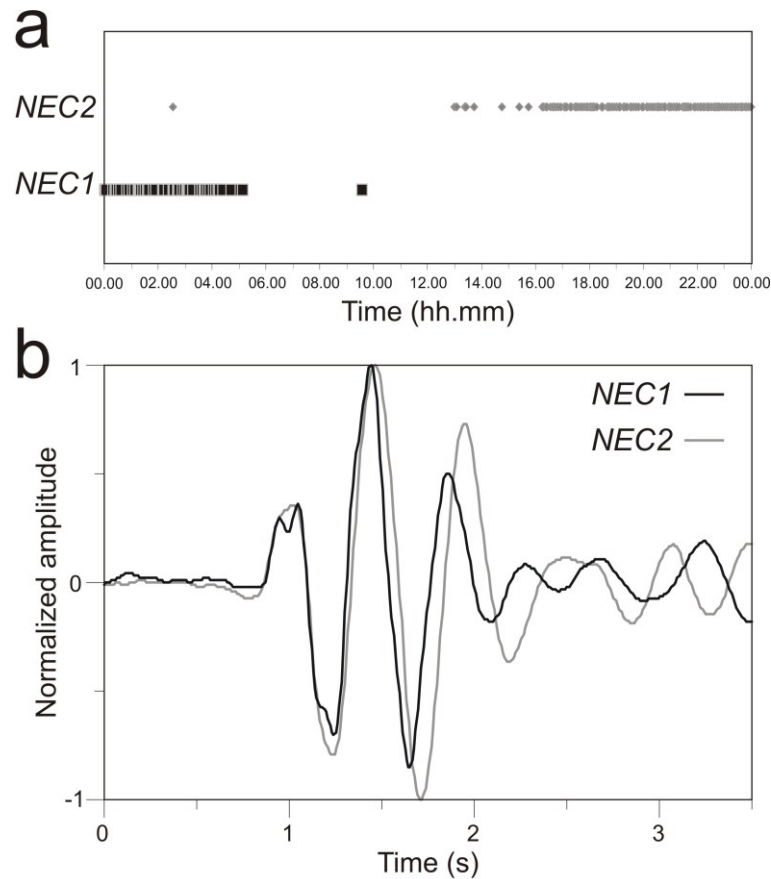 a
NEC2
NEC1
00.00 02.00 04.00 06.00 08.00 10.00 12.00 14.00 16.00 18.00 20.00 22.00 00.00
Time (hh.mm)
b
1
NEC1
NEC2
Normalized amplitude
0
-1
0 1 2 3
Time (s)